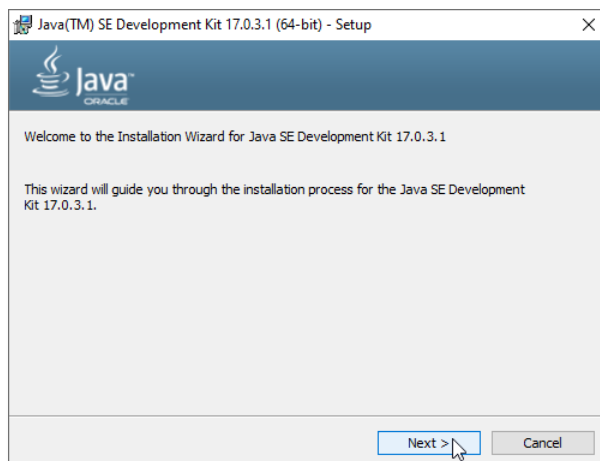 Java(TM) SE Development Kit 17.0.3.1 (64-bit) - Setup
Java™
ORACLE
Welcome to the Installation Wizard for Java SE Development Kit 17.0.3.1
This wizard will guide you through the installation process for the Java SE Development
Kit 17.0.3.1.
Next >
Cancel